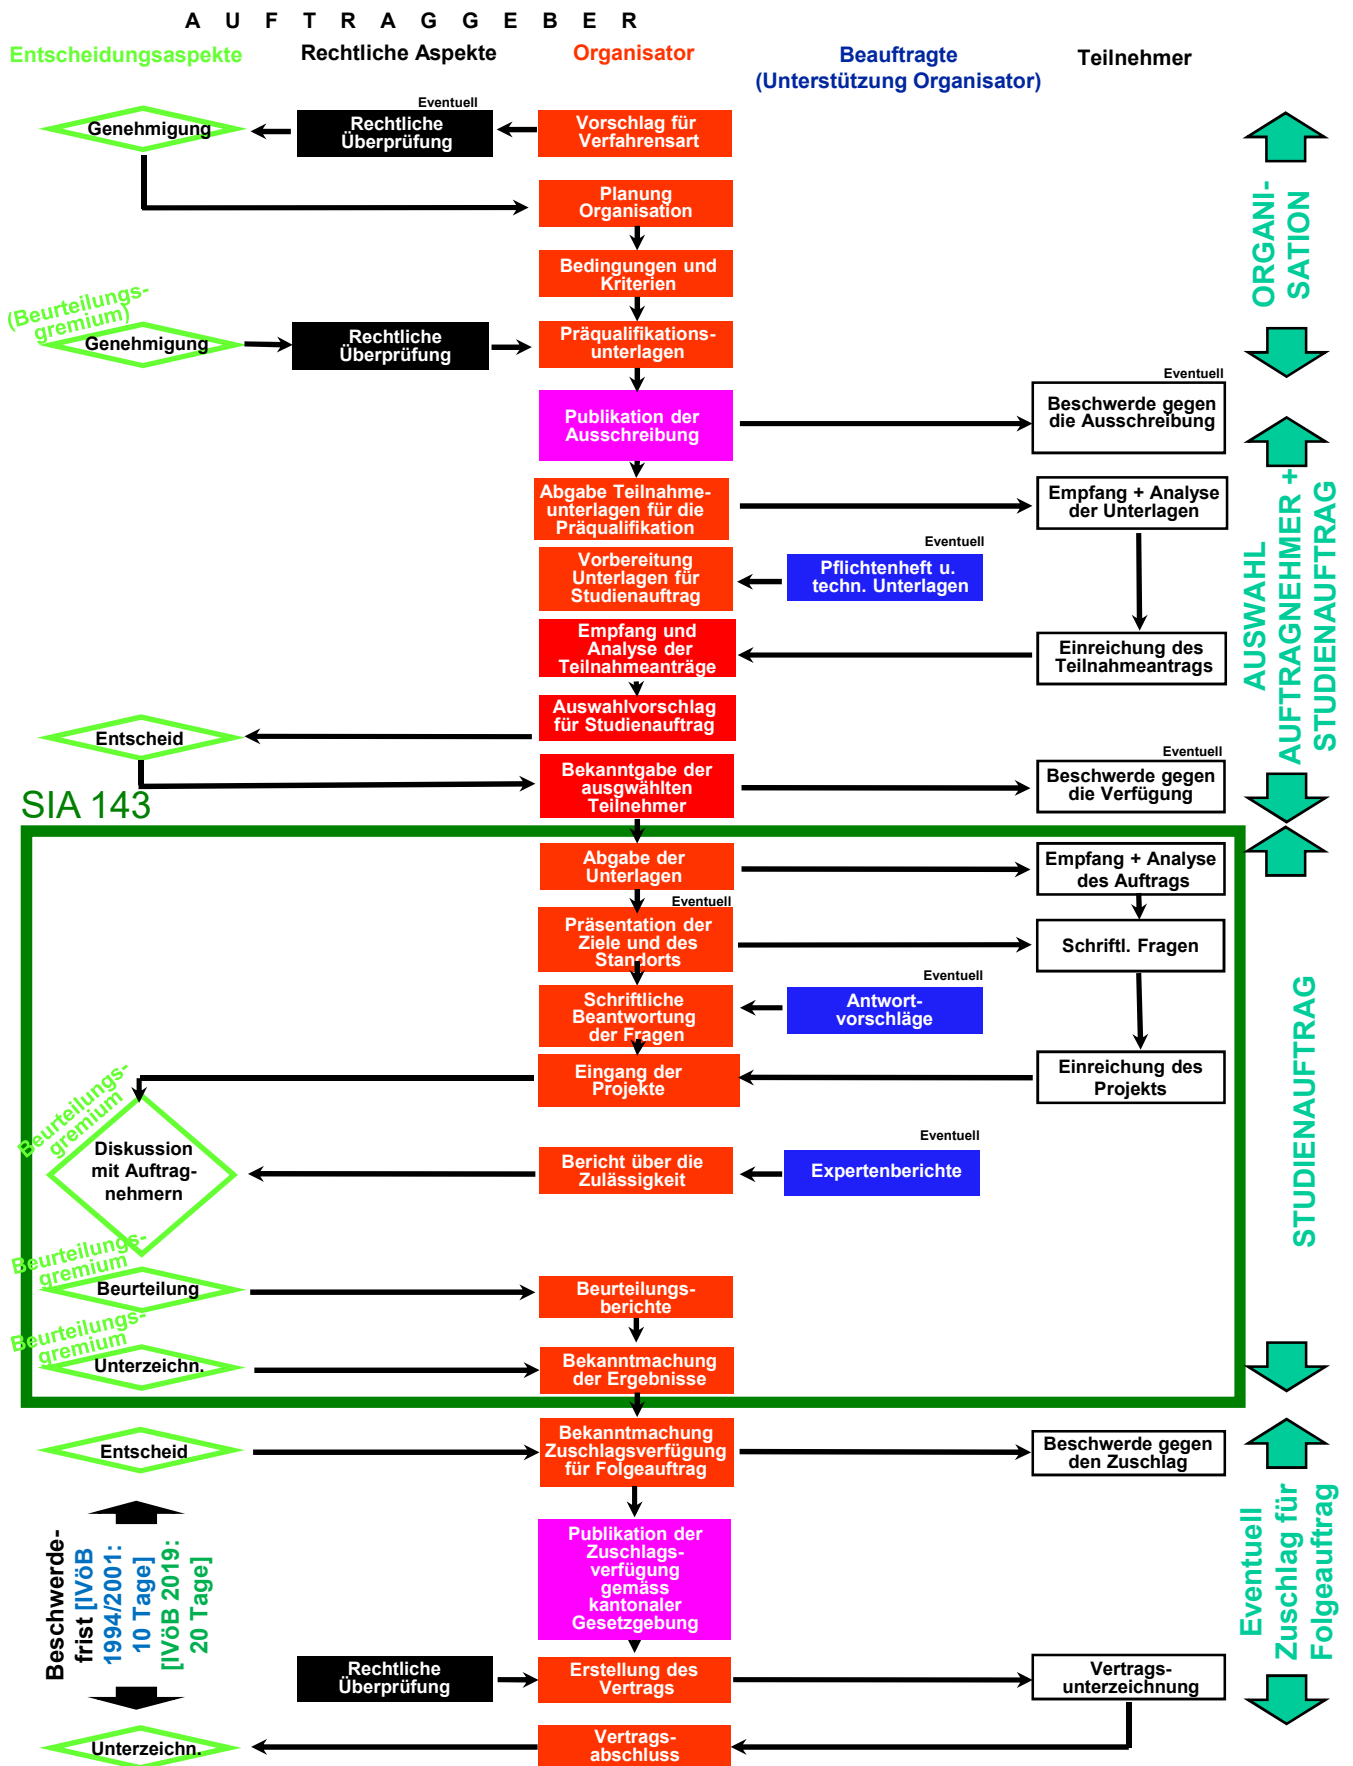 A U F T R A G G E B E R
Entscheidungsaspekte
Rechtliche Aspekte
Organisator
Beauftragte
(Unterstützung Organisator)
Teilnehmer
Genehmigung
Eventuell
Rechtliche
Überprüfung
Vorschlag für
Verfahrensart
Planung
Organisation
Bedingungen und
Kriterien
ORGANI-
SATION
(Beurteilungs-
gremium)
Genehmigung
Rechtliche
Überprüfung
Präqualifikations-
unterlagen
Publikation der
Ausschreibung
Eventuell
Beschwerde gegen
die Ausschreibung
Abgabe Teilnahme-
unterlagen für die
Präqualifikation
Empfang + Analyse
der Unterlagen
Vorbereitung
Unterlagen für
Studienauftrag
Eventuell
Pflichtenheft u.
techn. Unterlagen
Empfang und
Analyse der
Teilnahmeanträge
Einreichung des
Teilnahmeantrags
AUSWAHL
AUFTRAGNEHMER +
STUDIENAUFTRAG
Auswahlvorschlag
für Studienauftrag
Entscheid
Bekanntgabe der
ausgwählten
Teilnehmer
Eventuell
Beschwerde gegen
die Verfügung
SIA 143
Abgabe der
Unterlagen
Empfang + Analyse
des Auftrags
Eventuell
Präsentation der
Ziele und des
Standorts
Schriftl. Fragen
Schriftliche
Beantwortung
der Fragen
Eventuell
Antwort-
vorschläge
Eingang der
Projekte
Einreichung des
Projekts
Beurteilungs-
gremium
Diskussion
mit Auftrag-
nehmern
Bericht über die
Zulässigkeit
Eventuell
Expertenberichte
STUDIENAUFTRAG
Beurteilungs-
gremium
Beurteilung
Beurteilungs-
berichte
Beurteilungs-
gremium
Unterzeichn.
Bekanntmachung
der Ergebnisse
Entscheid
Bekanntmachung
Zuschlagsverfügung
für Folgeauftrag
Beschwerde gegen
den Zuschlag
Beschwerde-
frist [IVöB
1994/2001:
10 Tage]
[IVöB 2019:
20 Tage]
Publikation der
Zuschlags-
verfügung
gemäss
kantonaler
Gesetzgebung
Eventuell
Zuschlag für
Folgeauftrag
Rechtliche
Überprüfung
Erstellung des
Vertrags
Vertrags-
unterzeichnung
Unterzeichn.
Vertrags-
abschluss